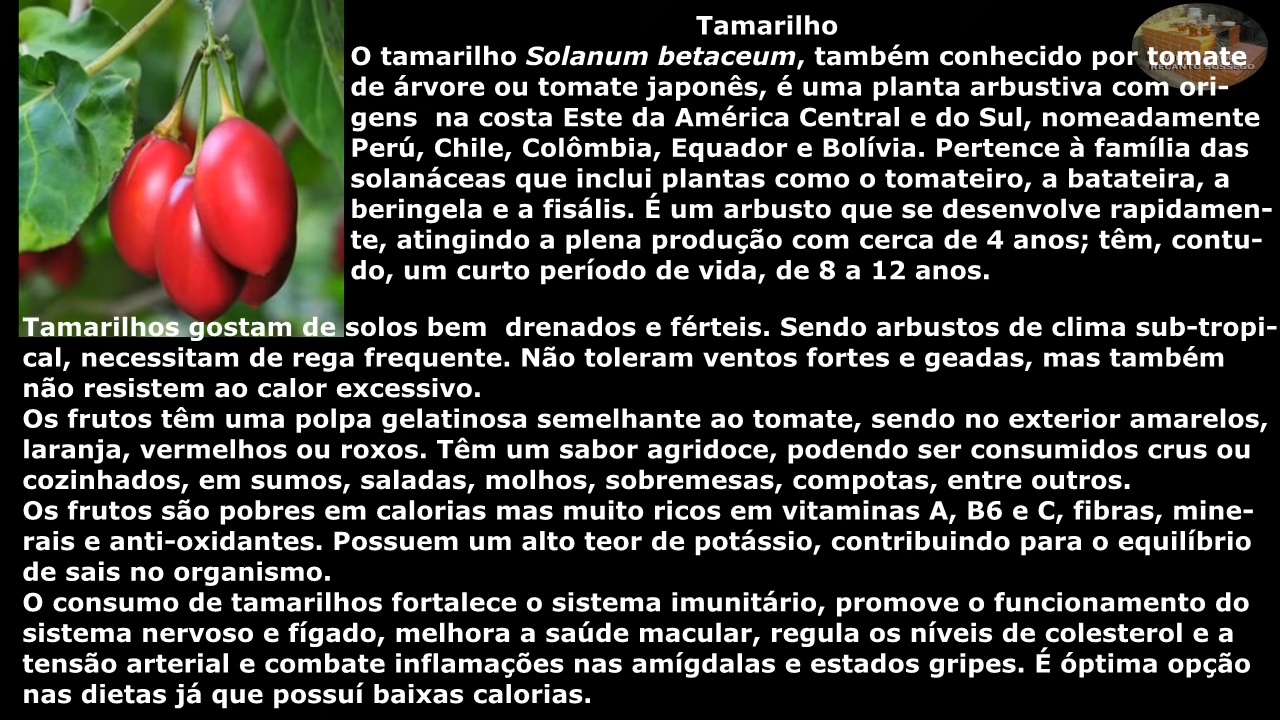 Tamarilho
RECANTO SOSSEGO
O tamarilho Solanum betaceum, também conhecido por tomate
de árvore ou tomate japonês, é uma planta arbustiva com ori-
gens na costa Este da América Central e do Sul, nomeadamente
Perú, Chile, Colômbia, Equador e Bolívia. Pertence à família das
solanáceas que inclui plantas como o tomateiro, a batateira, a
beringela e a fisális. É um arbusto que se desenvolve rapidamen-
te, atingindo a plena produção com cerca de 4 anos; têm, contu-
do, um curto período de vida, de 8 a 12 anos.
Tamarilhos gostam de solos bem drenados e férteis. Sendo arbustos de clima sub-tropi-
cal, necessitam de rega frequente. Não toleram ventos fortes e geadas, mas também
não resistem ao calor excessivo.
Os frutos têm uma polpa gelatinosa semelhante ao tomate, sendo no exterior amarelos,
laranja, vermelhos ou roxos. Têm um sabor agridoce, podendo ser consumidos crus ou
cozinhados, em sumos, saladas, molhos, sobremesas, compotas, entre outros.
Os frutos são pobres em calorias mas muito ricos em vitaminas A, B6 e C, fibras, mine-
rais e anti-oxidantes. Possuem um alto teor de potássio, contribuindo para o equilíbrio
de sais no organismo.
O consumo de tamarilhos fortalece o sistema imunitário, promove o funcionamento do
sistema nervoso e fígado, melhora a saúde macular, regula os níveis de colesterol e a
tensão arterial e combate inflamações nas amígdalas e estados gripes. É óptima opção
nas dietas já que possuí baixas calorias.